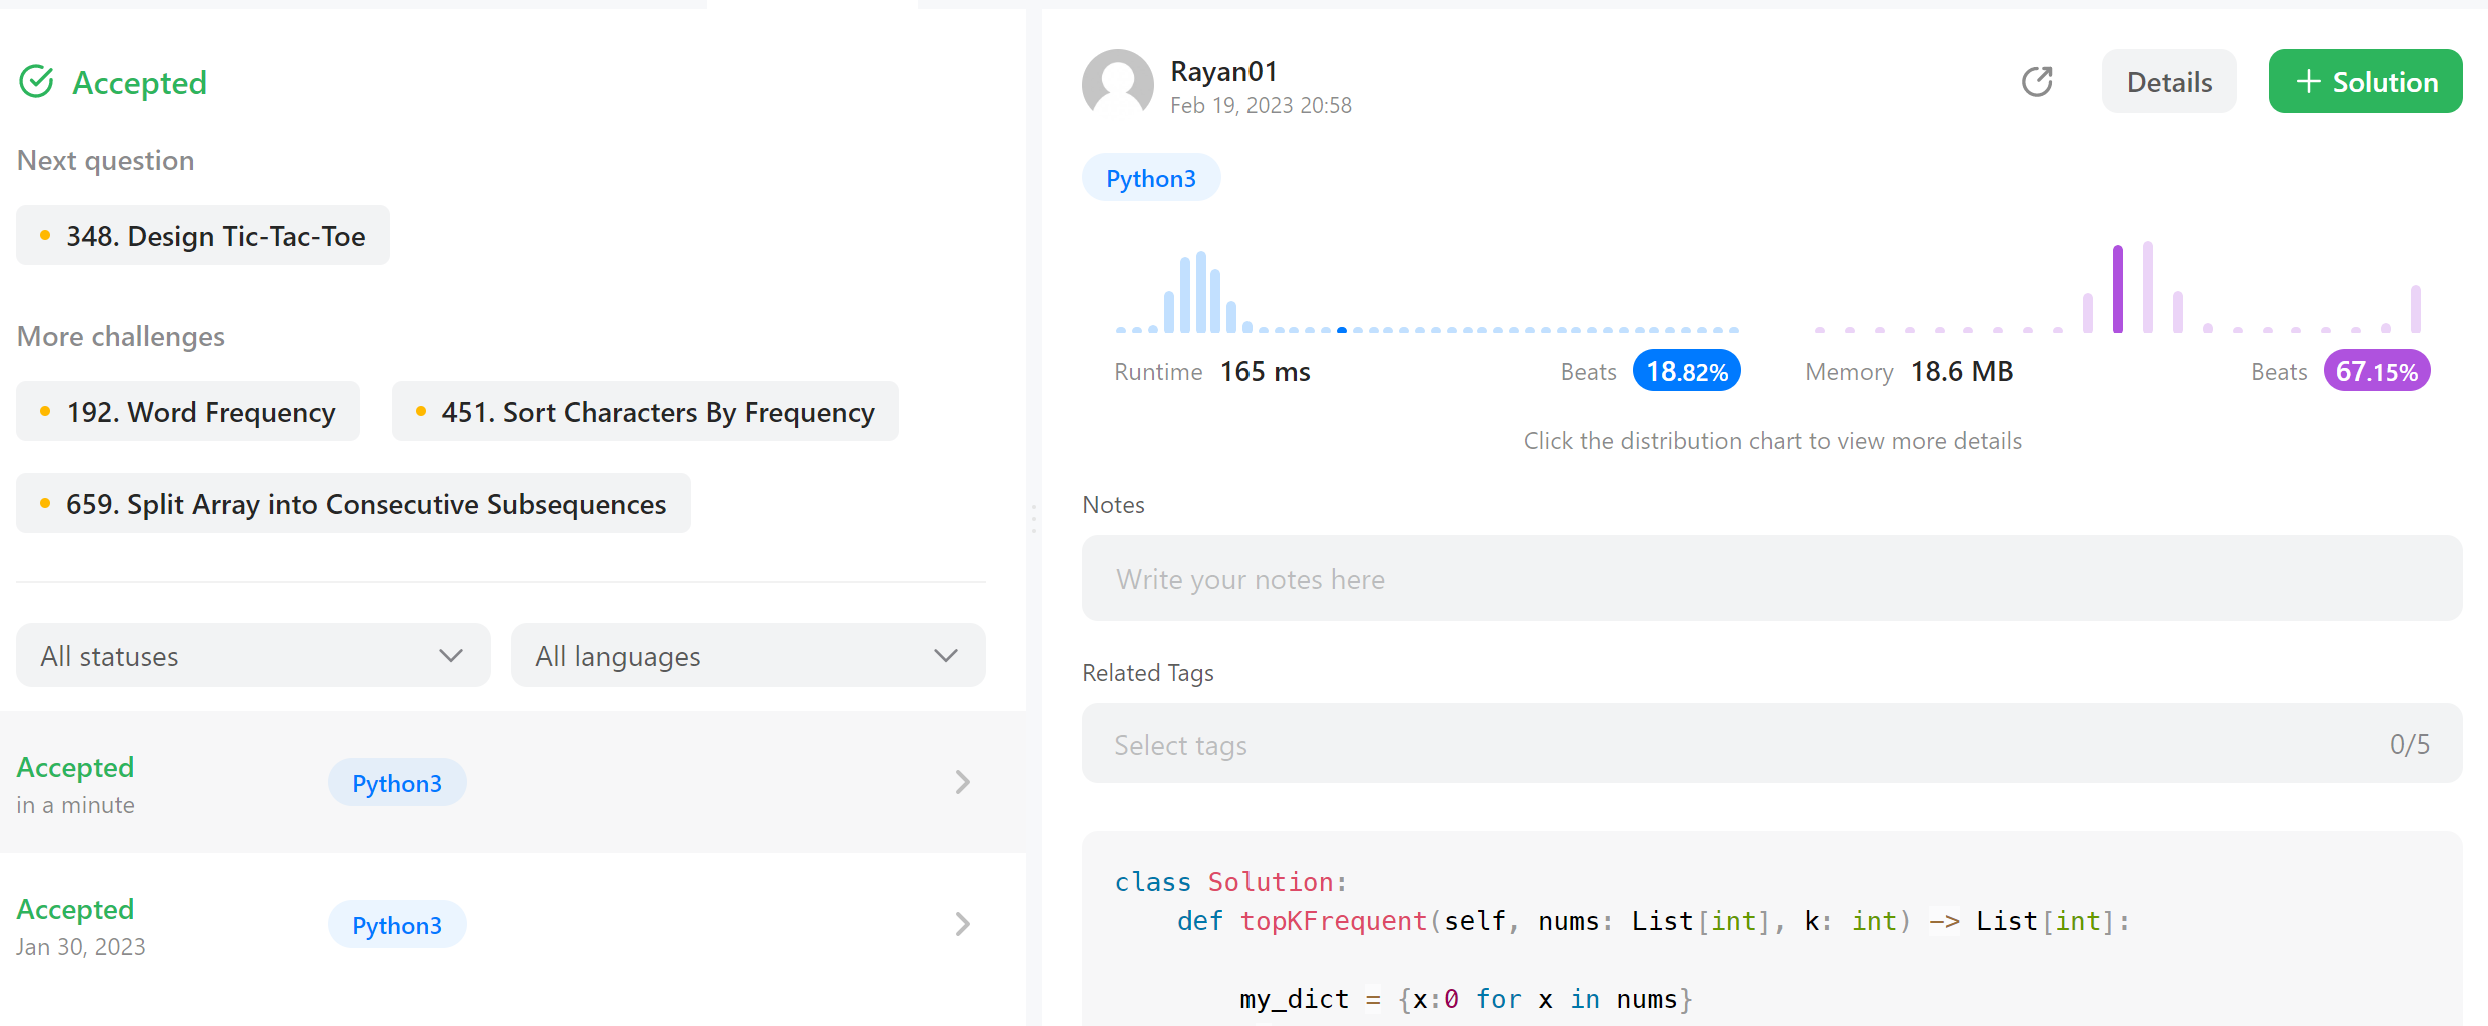 Accepted
Next question
348. Design Tic-Tac-Toe
More challenges
192. Word Frequency
451. Sort Characters By Frequency
659. Split Array into Consecutive Subsequences
All statuses
All languages
Accepted
in a minute
Python3
Accepted
Jan 30, 2023
Python3
Rayan01
Feb 19, 2023 20:58
Details
+ Solution
Python3
Runtime 165 ms
Beats 18.82%
Memory 18.6 MB
Beats 67.15%
Click the distribution chart to view more details
Notes
Write your notes here
Related Tags
Select tags
0/5
class Solution:
    def topKFrequent(self, nums: List[int], k: int) -> List[int]:
        my_dict = {x:0 for x in nums}